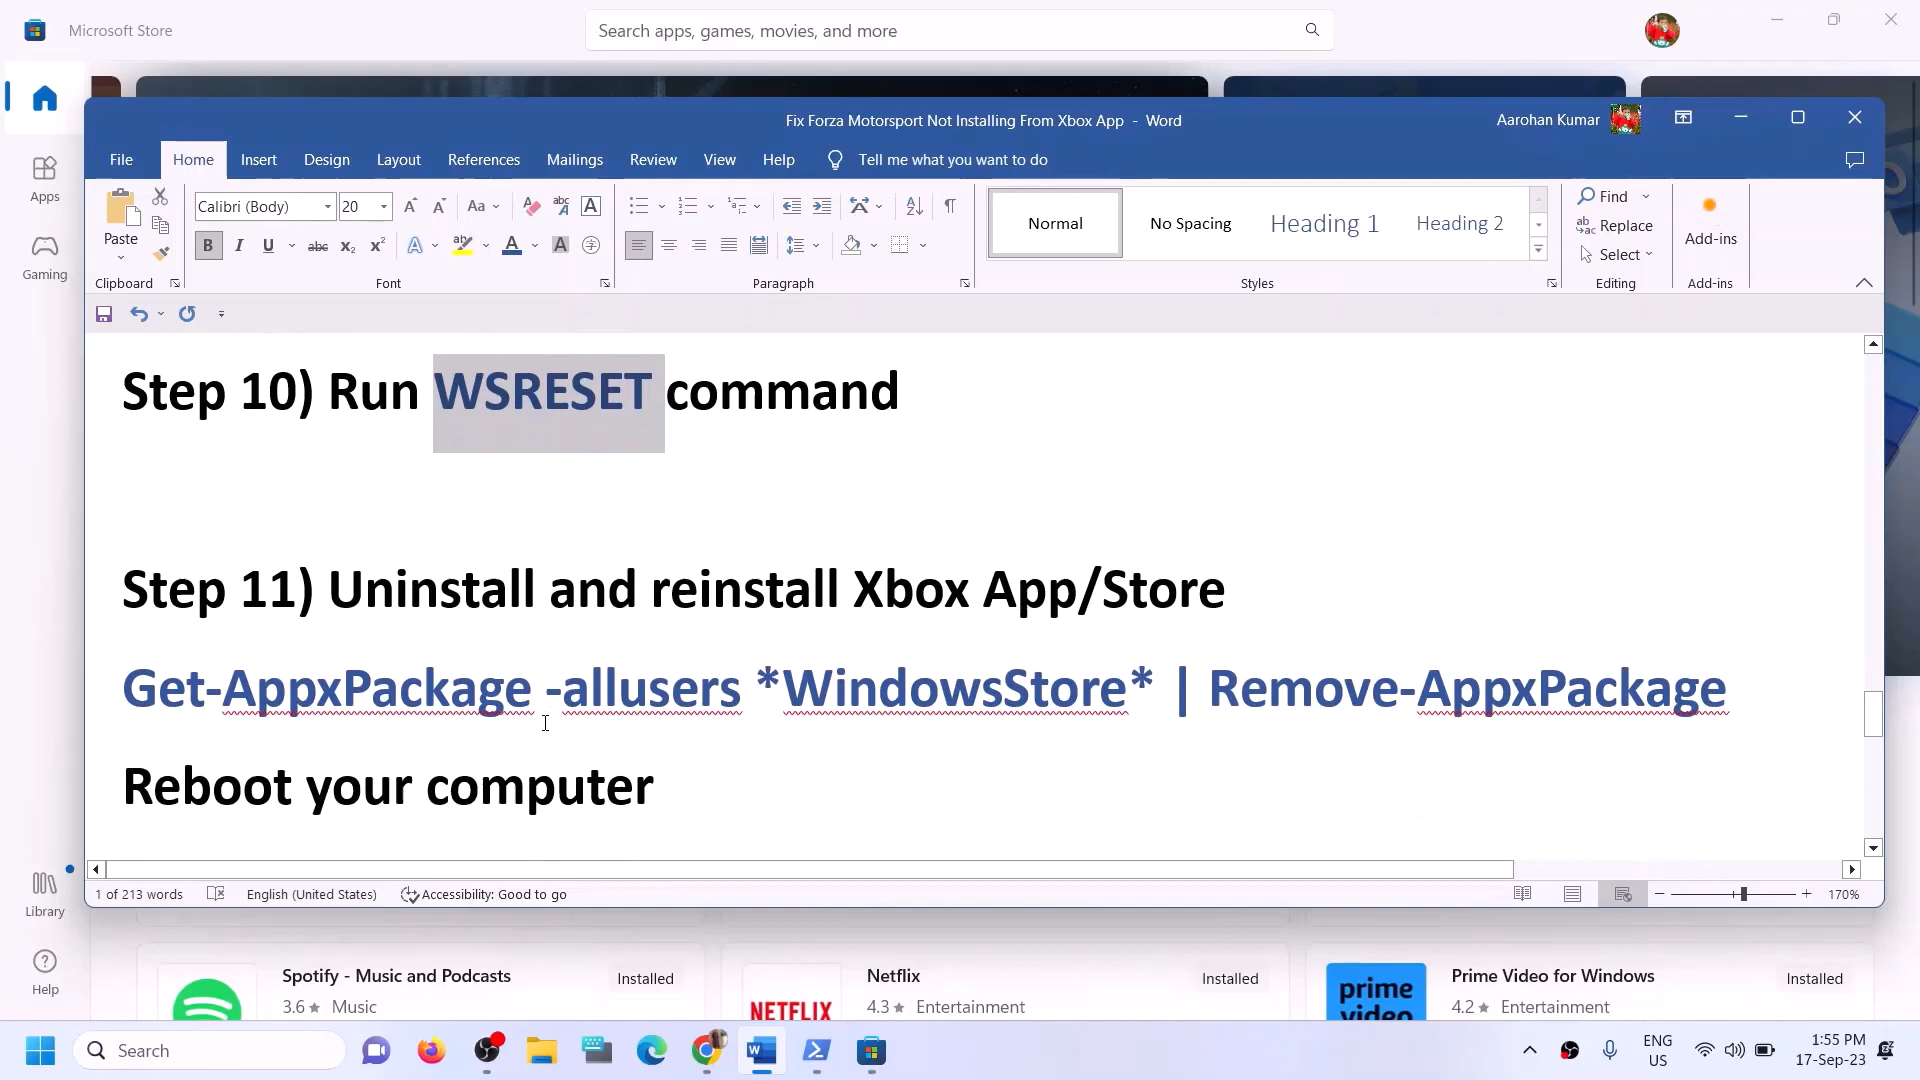 Microsoft Store
Search apps, games, movies, and more
Fix Forza Motorsport Not Installing From Xbox App - Word
Aarohan Kumar
File Home Insert Design Layout References Mailings Review View Help Tell me what you want to do
Apps
Gaming
Library
Help
Paste
Calibri (Body) 20
Normal
No Spacing
Heading 1
Heading 2
Find
Replace
Select
Add-ins
Clipboard
Font
Paragraph
Styles
Editing
Add-ins
Step 10) Run WSRESET command
Step 11) Uninstall and reinstall Xbox App/Store
Get-AppxPackage -allusers *WindowsStore* | Remove-AppxPackage
Reboot your computer
1 of 213 words
English (United States)
Accessibility: Good to go
170%
Spotify - Music and Podcasts
Installed
3.6 ★ Music
NETFLIX
Netflix
Installed
4.3 ★ Entertainment
prime
video
Prime Video for Windows
Installed
4.2 ★ Entertainment
Search
ENG
US
1:55 PM
17-Sep-23